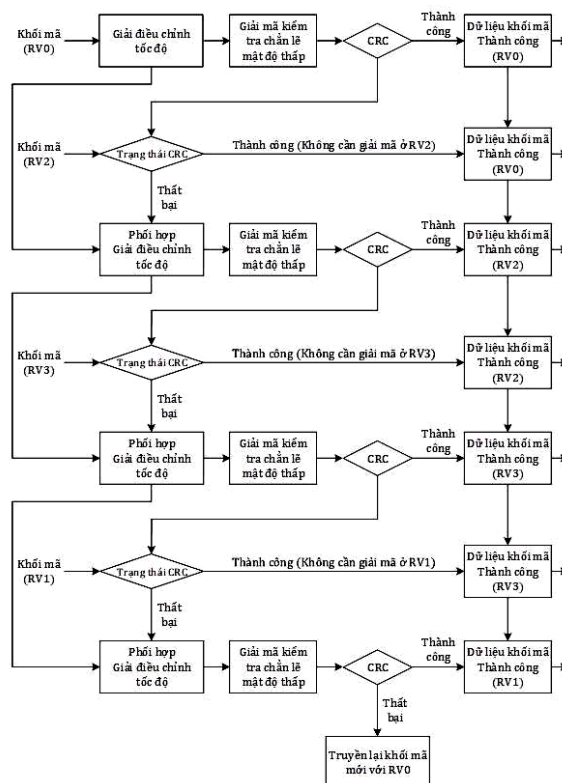 Khối mã
(RV0)
Giải điều chỉnh
tốc độ
Giải mã kiểm
tra chẵn lẽ
mật độ thấp
CRC
Thành
công
Dữ liệu khối mã
Thành công
(RV0)
Khối mã
(RV2)
Trạng thái CRC
Thành công (Không cần giải mã ở RV2)
Dữ liệu khối mã
Thành công
(RV0)
Thất
bại
Phối hợp
Giải điều chỉnh
tốc độ
Giải mã kiểm
tra chẵn lẽ
mật độ thấp
CRC
Thành
công
Dữ liệu khối mã
Thành công
(RV2)
Khối mã
(RV3)
Trạng thái CRC
Thành công (Không cần giải mã ở RV3)
Dữ liệu khối mã
Thành công
(RV2)
Thất
bại
Phối hợp
Giải điều chỉnh
tốc độ
Giải mã kiểm
tra chẵn lẽ
mật độ thấp
CRC
Thành
công
Dữ liệu khối mã
Thành công
(RV3)
Khối mã
(RV1)
Trạng thái CRC
Thành công (Không cần giải mã ở RV1)
Dữ liệu khối mã
Thành công
(RV3)
Thất
bại
Phối hợp
Giải điều chỉnh
tốc độ
Giải mã kiểm
tra chẵn lẽ
mật độ thấp
CRC
Thành
công
Dữ liệu khối mã
Thành công
(RV1)
Thất
bại
Truyền lại khối mã
mới với RV0